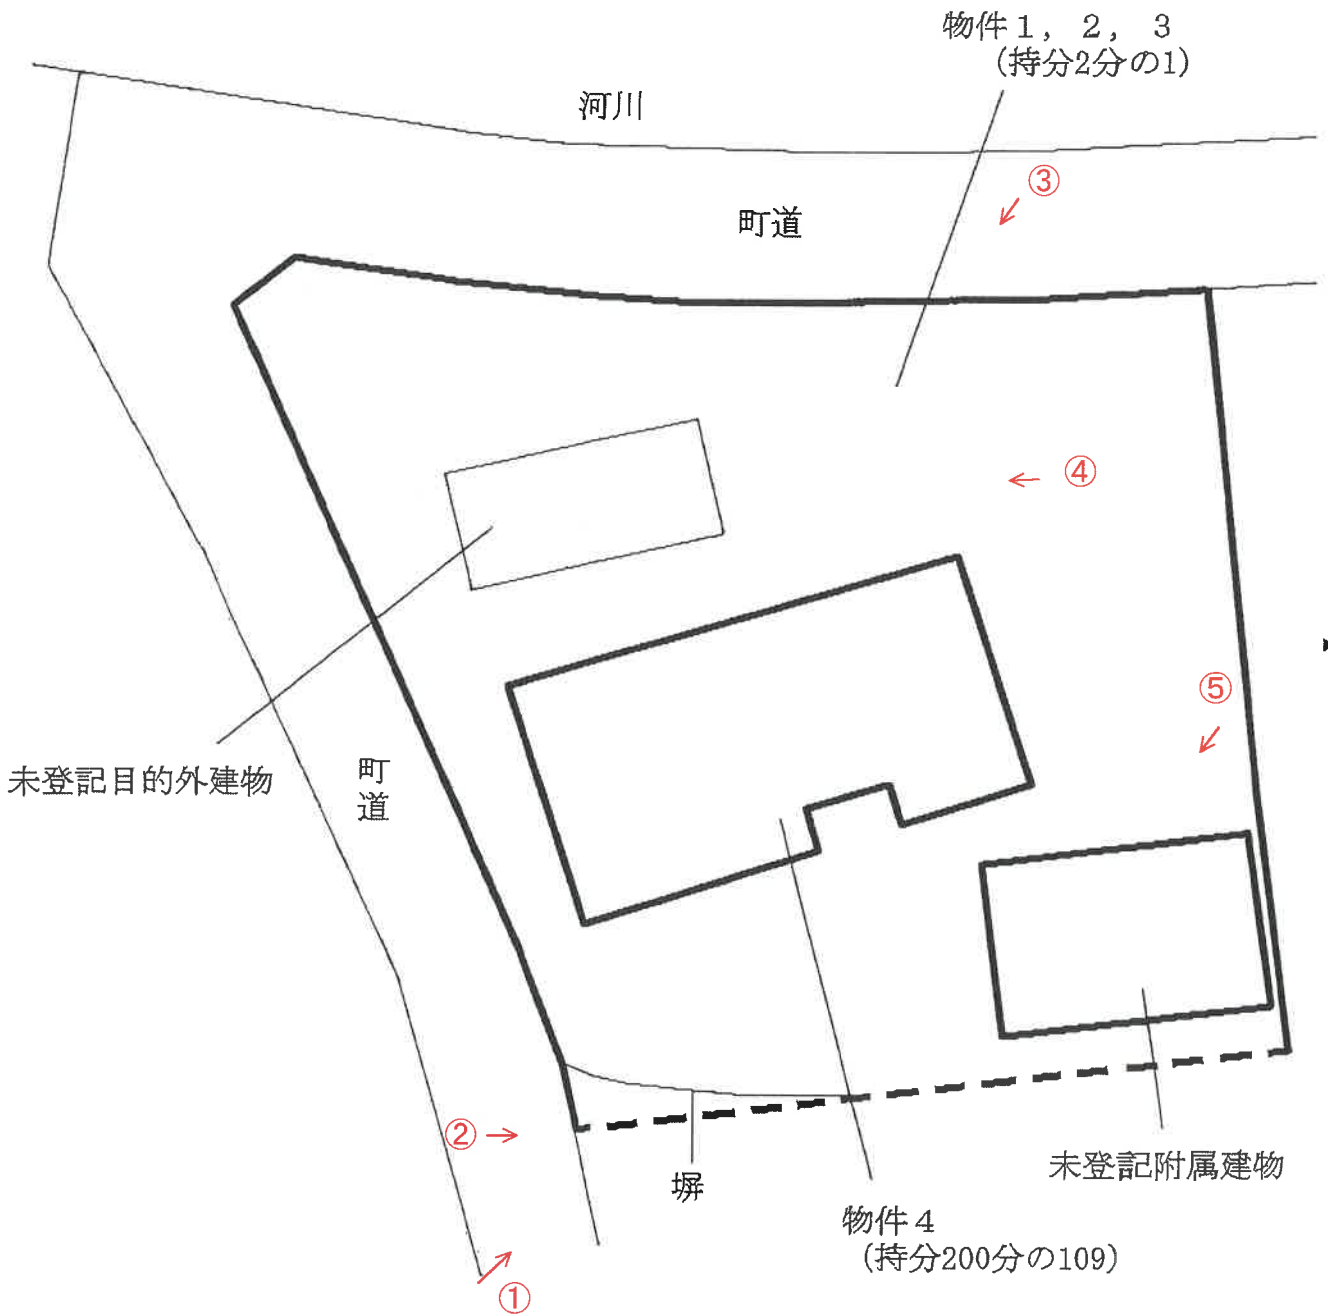 物件1, 2, 3
(持分2分の1)
河川
③
町道
④
⑤
未登記目的外建物
町道
②
塀
未登記附属建物
物件4
(持分200分の109)
①